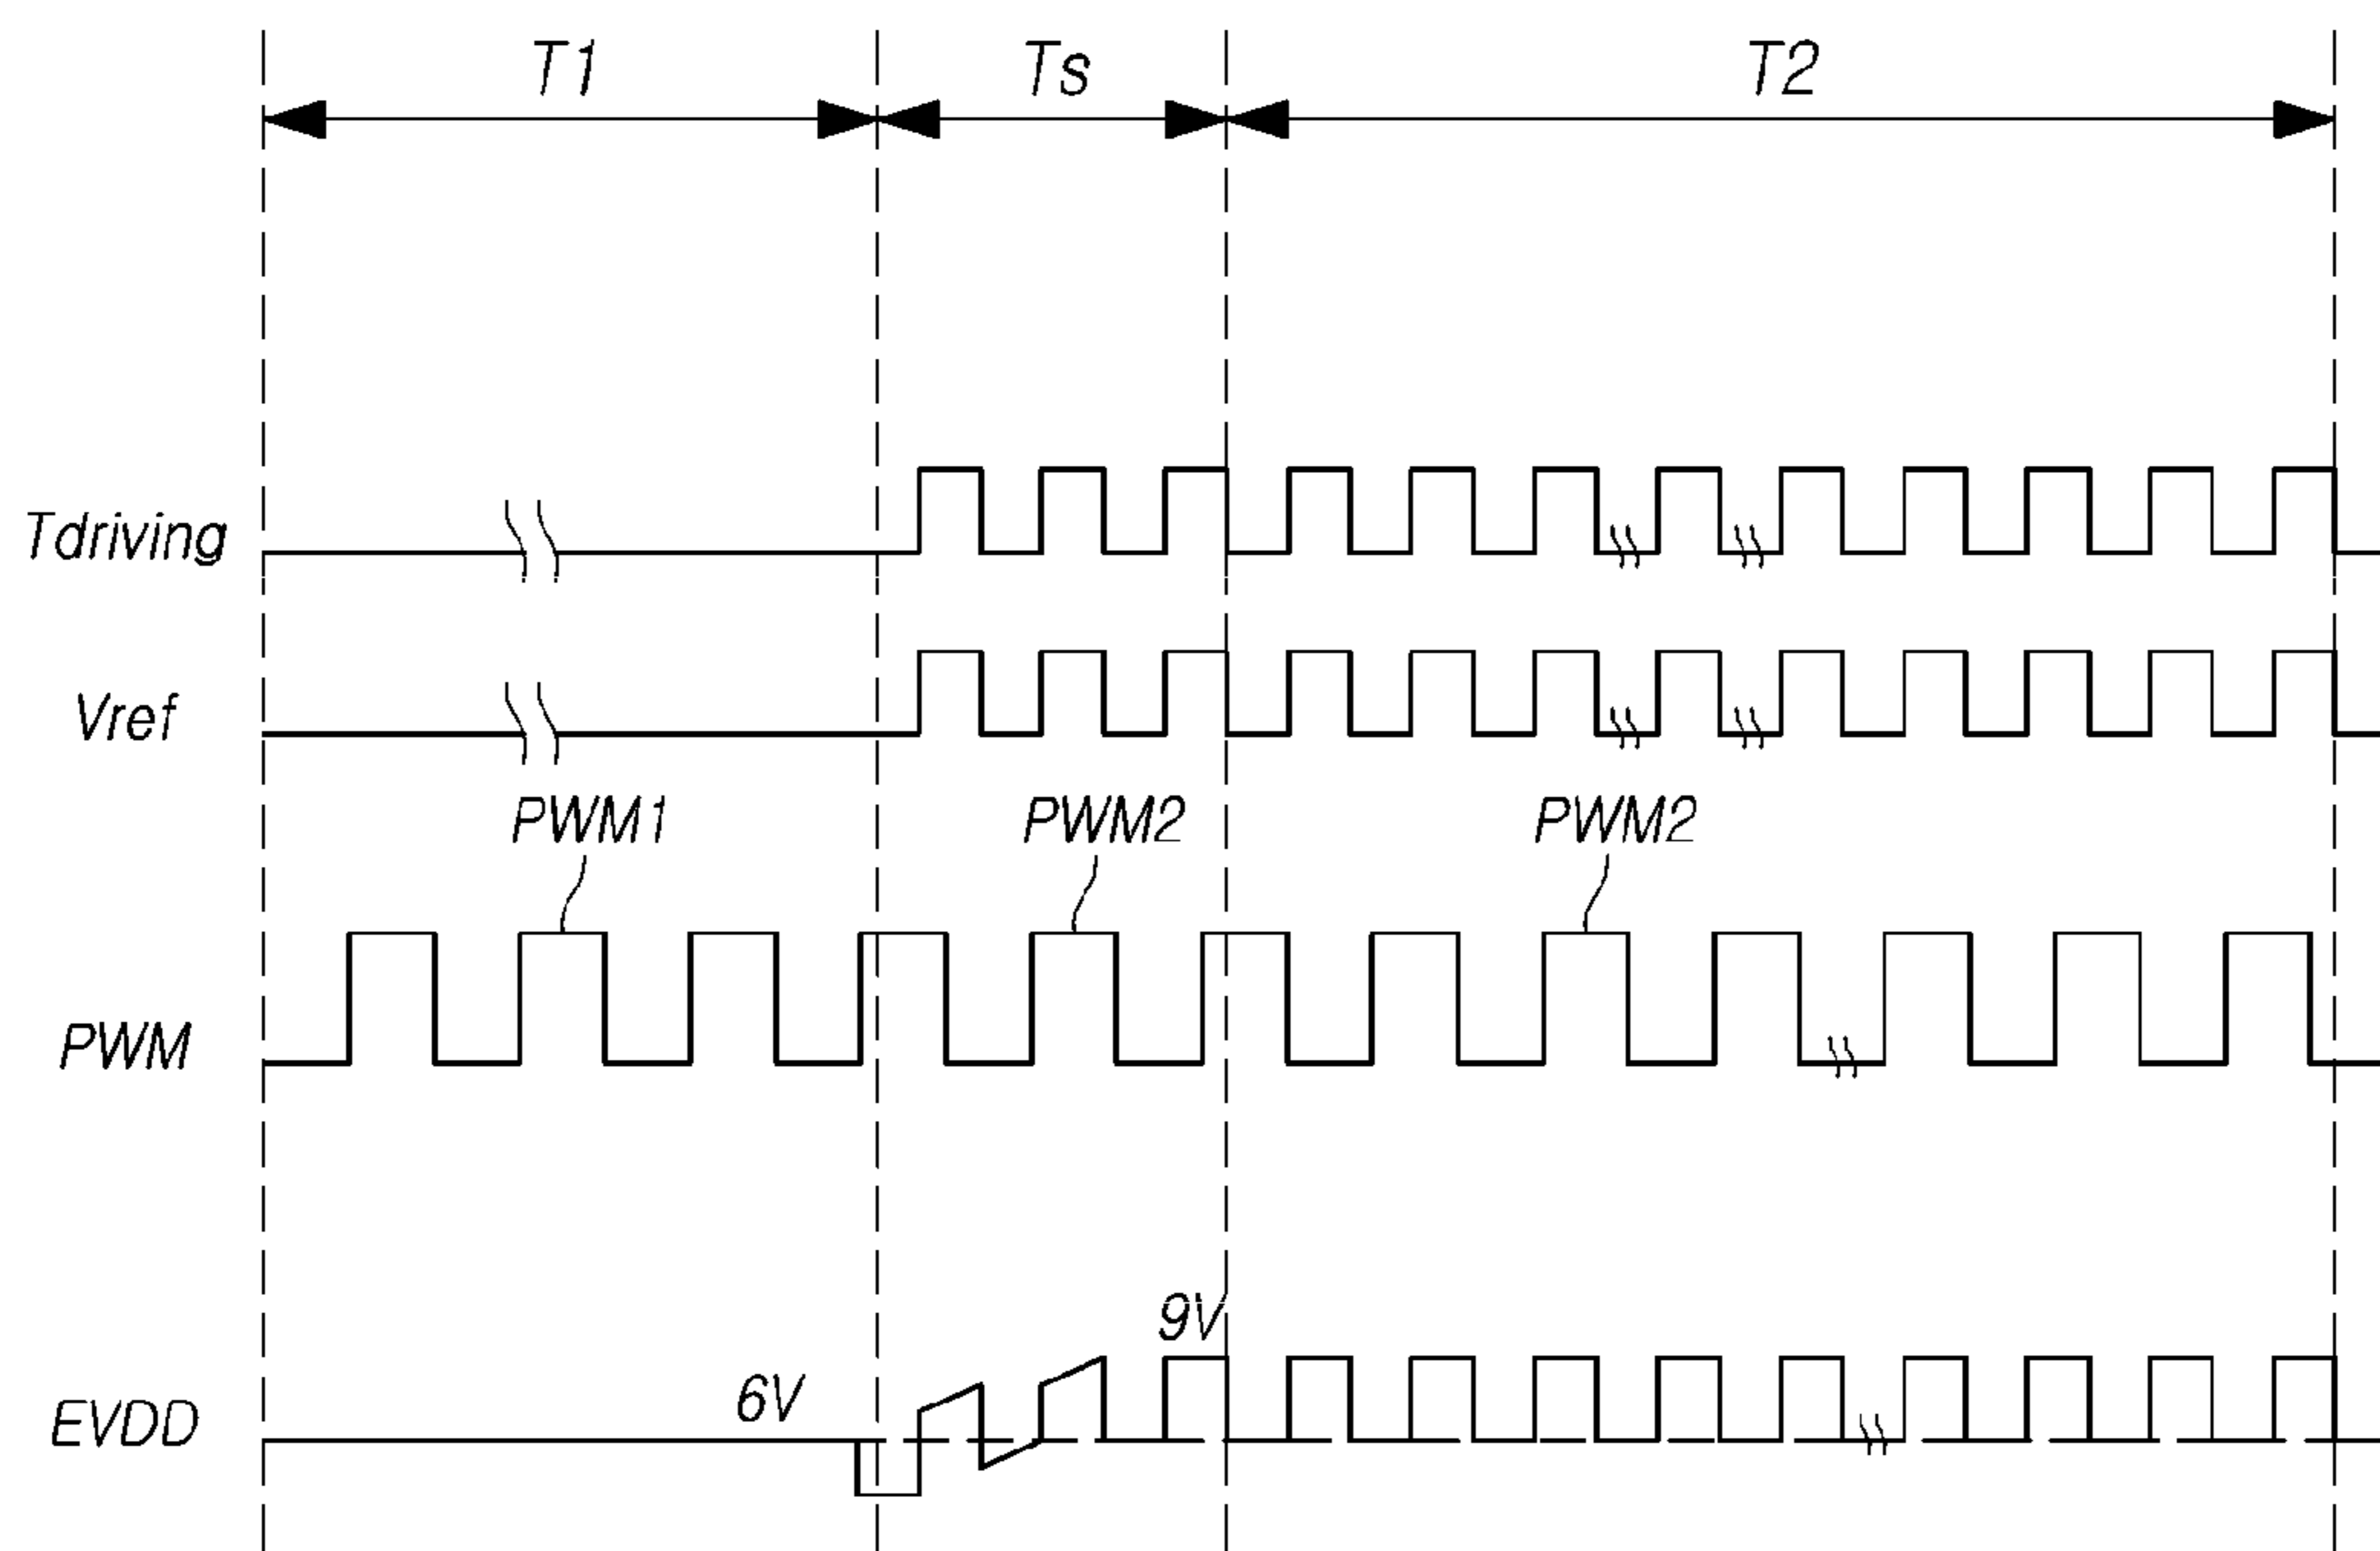 T1 Ts T2
Tdriving
Vref
PWM1 PWM2 PWM2
PWM
9V
6V
EVDD